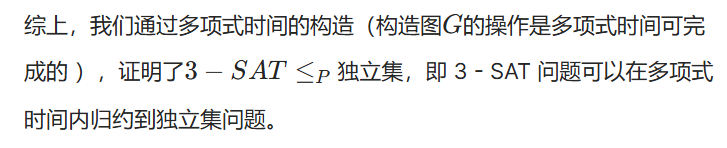 综上，我们通过多项式时间的构造（构造图G的操作是多项式时间可完
成的 ），证明了3 − SAT ≤P 独立集，即 3 - SAT 问题可以在多项式
时间内归约到独立集问题。